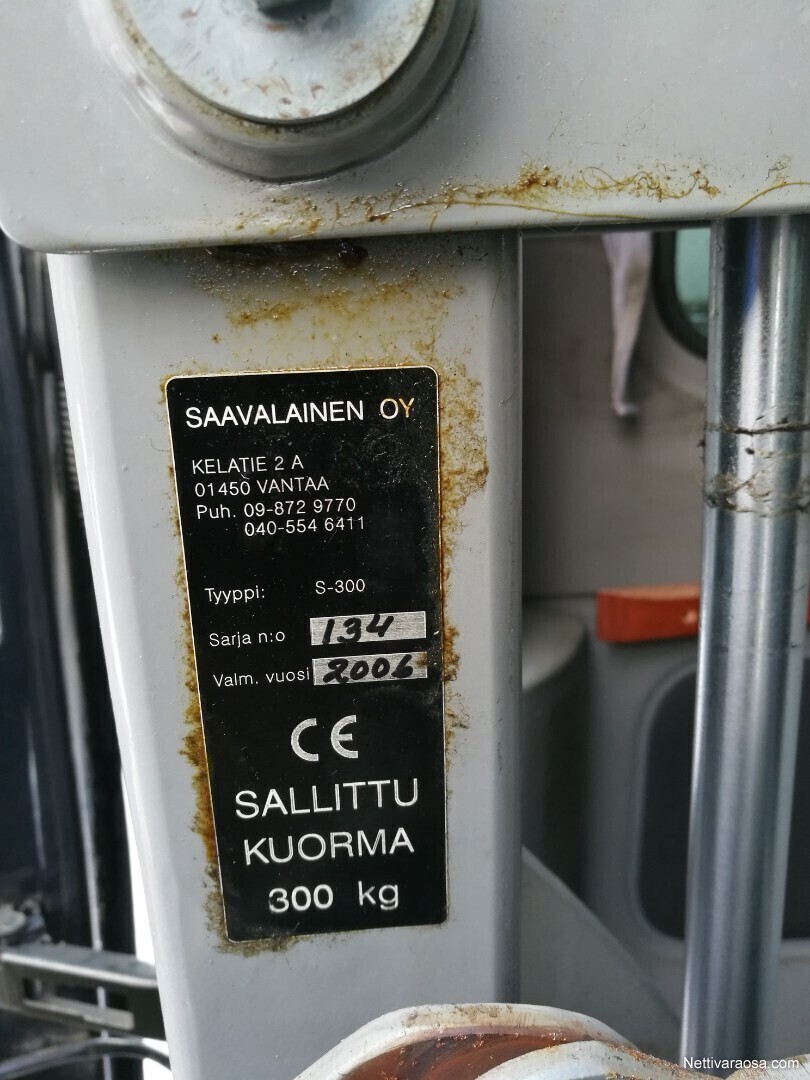 SAAVALAINEN OY
KELATIE 2 A
01450 VANTAA
Puh. 09-872 9770
040-554 6411
Tyyppi: S-300
Sarja n:o 134
Valm. vuosi 2006
CE
SALLITTU
KUORMA
300 kg
Nettivaraosa.com